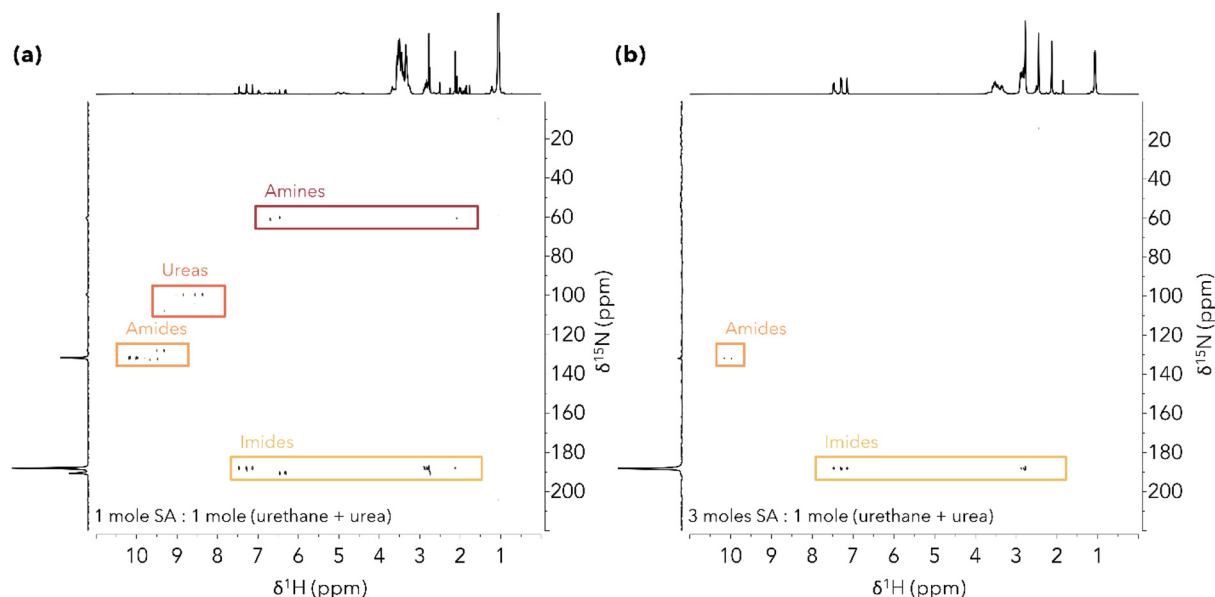 (a)
Amines
Ureas
Amides
Imides
1 mole SA : 1 mole (urethane + urea)
20
40
60
80
100
120
140
160
180
200
δ¹⁵N (ppm)
10 9 8 7 6 5 4 3 2 1
δ¹H (ppm)
(b)
Amides
Imides
3 moles SA : 1 mole (urethane + urea)
20
40
60
80
100
120
140
160
180
200
δ¹⁵N (ppm)
10 9 8 7 6 5 4 3 2 1
δ¹H (ppm)